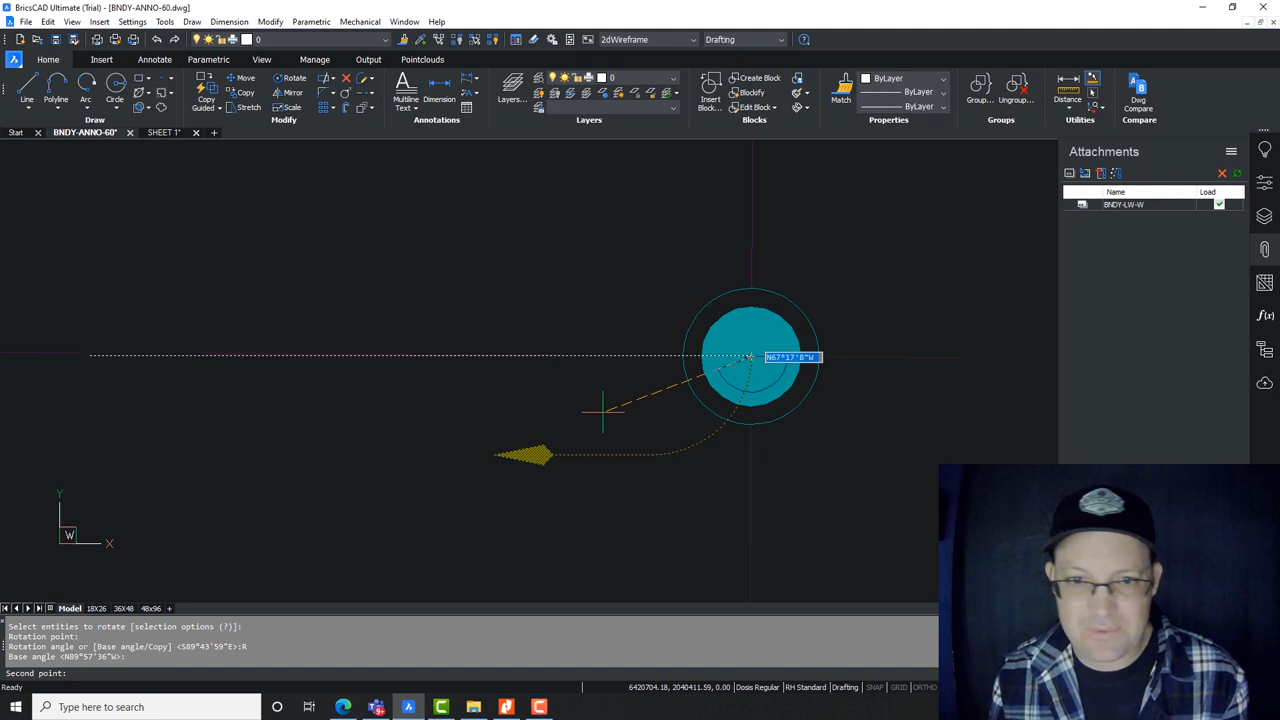 BricsCAD Ultimate (Trial) - [BNDY-ANNO-60.dwg]
File Edit View Insert Settings Tools Draw Dimension Modify Parametric Mechanical Window Help
0 2dWireframe Drafting
Home Insert Annotate Parametric View Manage Output Pointclouds
Line Polyline Arc Circle Copy Guided Move Copy Stretch Rotate Mirror Scale Multiline Text Dimension Layers... 0 Insert Block... Create Block Blockify Edit Block Match ByLayer ByLayer ByLayer Group... Ungroup... Distance Dwg Compare
Draw Modify Annotations Layers Blocks Properties Groups Utilities Compare
Start BNDY-ANNO-60* SHEET 1*
Attachments
Name Load
BNDY-LW-W
N67°17'8"W
Y
W
X
Model 18X26 36X48 48x96
Select entities to rotate [selection options (?)]:
Rotation point:
Rotation angle or [Base angle/Copy] <S89°43'59"E>:R
Base angle <N89°57'36"W>:
Second point:
Ready 6420704.18, 2040411.59, 0.00 Dosis Regular RH Standard Drafting SNAP GRID ORTHO
Type here to search